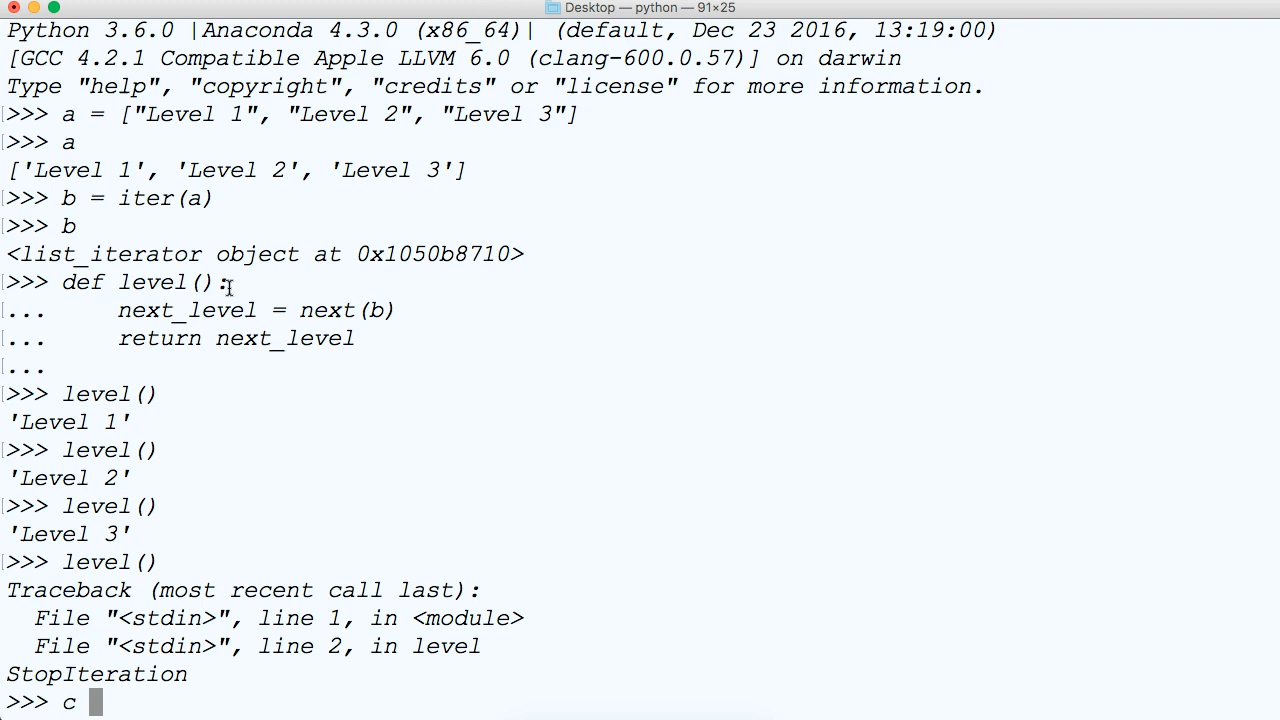 Desktop — python — 91×25
Python 3.6.0 |Anaconda 4.3.0 (x86_64)| (default, Dec 23 2016, 13:19:00)
[GCC 4.2.1 Compatible Apple LLVM 6.0 (clang-600.0.57)] on darwin
Type "help", "copyright", "credits" or "license" for more information.
>>> a = ["Level 1", "Level 2", "Level 3"]
>>> a
['Level 1', 'Level 2', 'Level 3']
>>> b = iter(a)
>>> b
<list_iterator object at 0x1050b8710>
>>> def level():
...     next_level = next(b)
...     return next_level
...
>>> level()
'Level 1'
>>> level()
'Level 2'
>>> level()
'Level 3'
>>> level()
Traceback (most recent call last):
  File "<stdin>", line 1, in <module>
  File "<stdin>", line 2, in level
StopIteration
>>> c